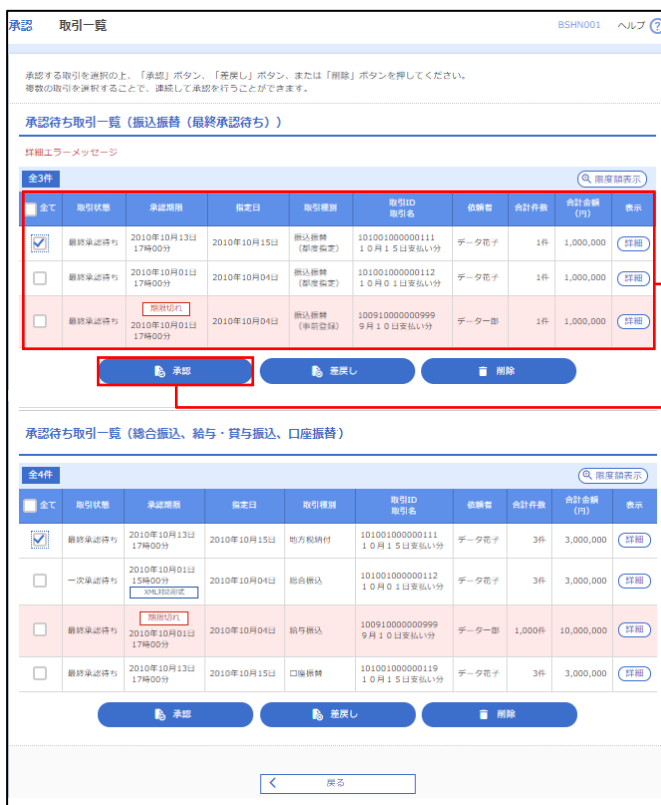 承認 取引一覧 BSHN001 ヘルプ ?
承認する取引を選択の上、「承認」ボタン、「差戻し」ボタン、または「削除」ボタンを押してください。
複数の取引を選択することで、連続して承認を行うことができます。
承認待ち取引一覧（振込振替（最終承認待ち））
詳細エラーメッセージ
全3件 限度額表示
全て 取引状態 承認期限 指定日 取引種別 取引ID 取引名 依頼者 合計件数 合計金額（円） 表示
最終承認待ち 2010年10月13日 17時00分 2010年10月15日 振込振替（都度指定） 101001000000111 １０月１５日支払い分 データ花子 1件 1,000,000 詳細
最終承認待ち 2010年10月01日 17時00分 2010年10月04日 振込振替（都度指定） 101001000000112 １０月０１日支払い分 データ花子 1件 1,000,000 詳細
最終承認待ち 期限切れ 2010年10月01日 17時00分 2010年10月04日 振込振替（事前登録） 100910000000999 ９月１０日支払い分 データ一郎 1件 1,000,000 詳細
承認 差戻し 削除
承認待ち取引一覧（総合振込、給与・賞与振込、口座振替）
全4件 限度額表示
全て 取引状態 承認期限 指定日 取引種別 取引ID 取引名 依頼者 合計件数 合計金額（円） 表示
最終承認待ち 2010年10月13日 17時00分 2010年10月15日 地方税納付 101001000000111 １０月１５日支払い分 データ花子 3件 3,000,000 詳細
一次承認待ち 2010年10月01日 15時00分 XML対応形式 2010年10月04日 総合振込 101001000000112 １０月０１日支払い分 データ花子 3件 3,000,000 詳細
最終承認待ち 期限切れ 2010年10月01日 17時00分 2010年10月04日 給与振込 100910000000999 ９月１０日支払い分 データ一郎 1,000件 10,000,000 詳細
最終承認待ち 2010年10月13日 17時00分 2010年10月15日 口座振替 101001000000119 １０月１５日支払い分 データ花子 3件 3,000,000 詳細
承認 差戻し 削除
戻る